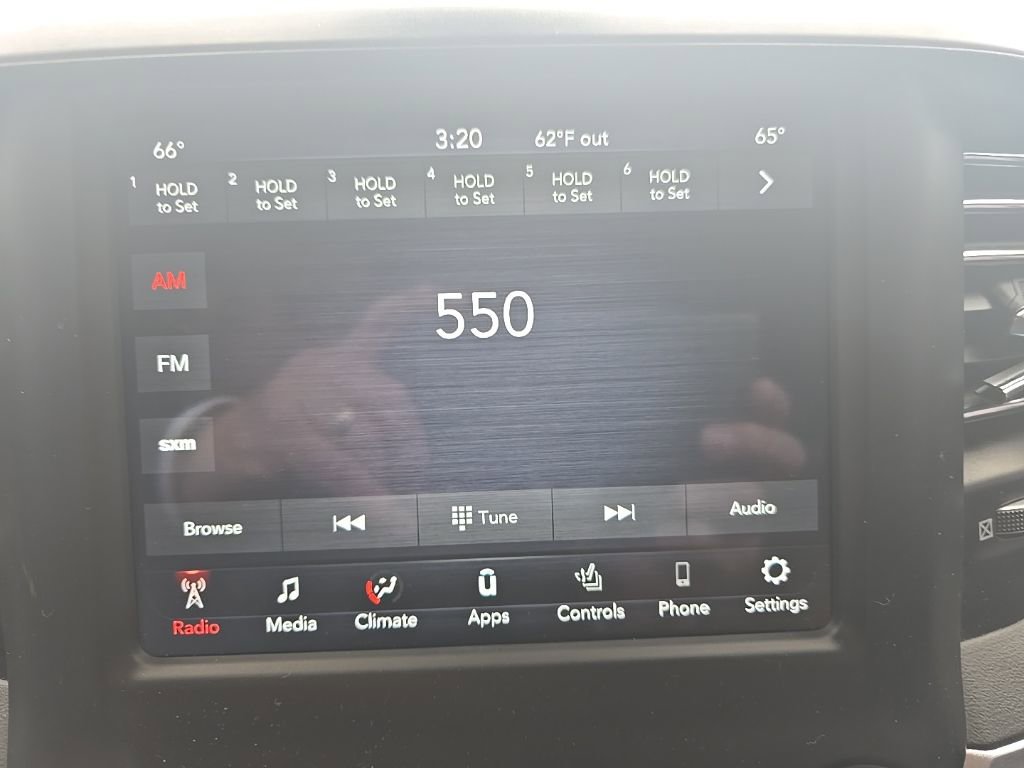 66° 3:20 62°F out 65°
1 HOLD 2 HOLD 3 HOLD 4 HOLD 5 HOLD 6 HOLD
to Set to Set to Set to Set to Set to Set
AM
550
FM
sxm
Browse Tune Audio
Radio Media Climate Apps Controls Phone Settings